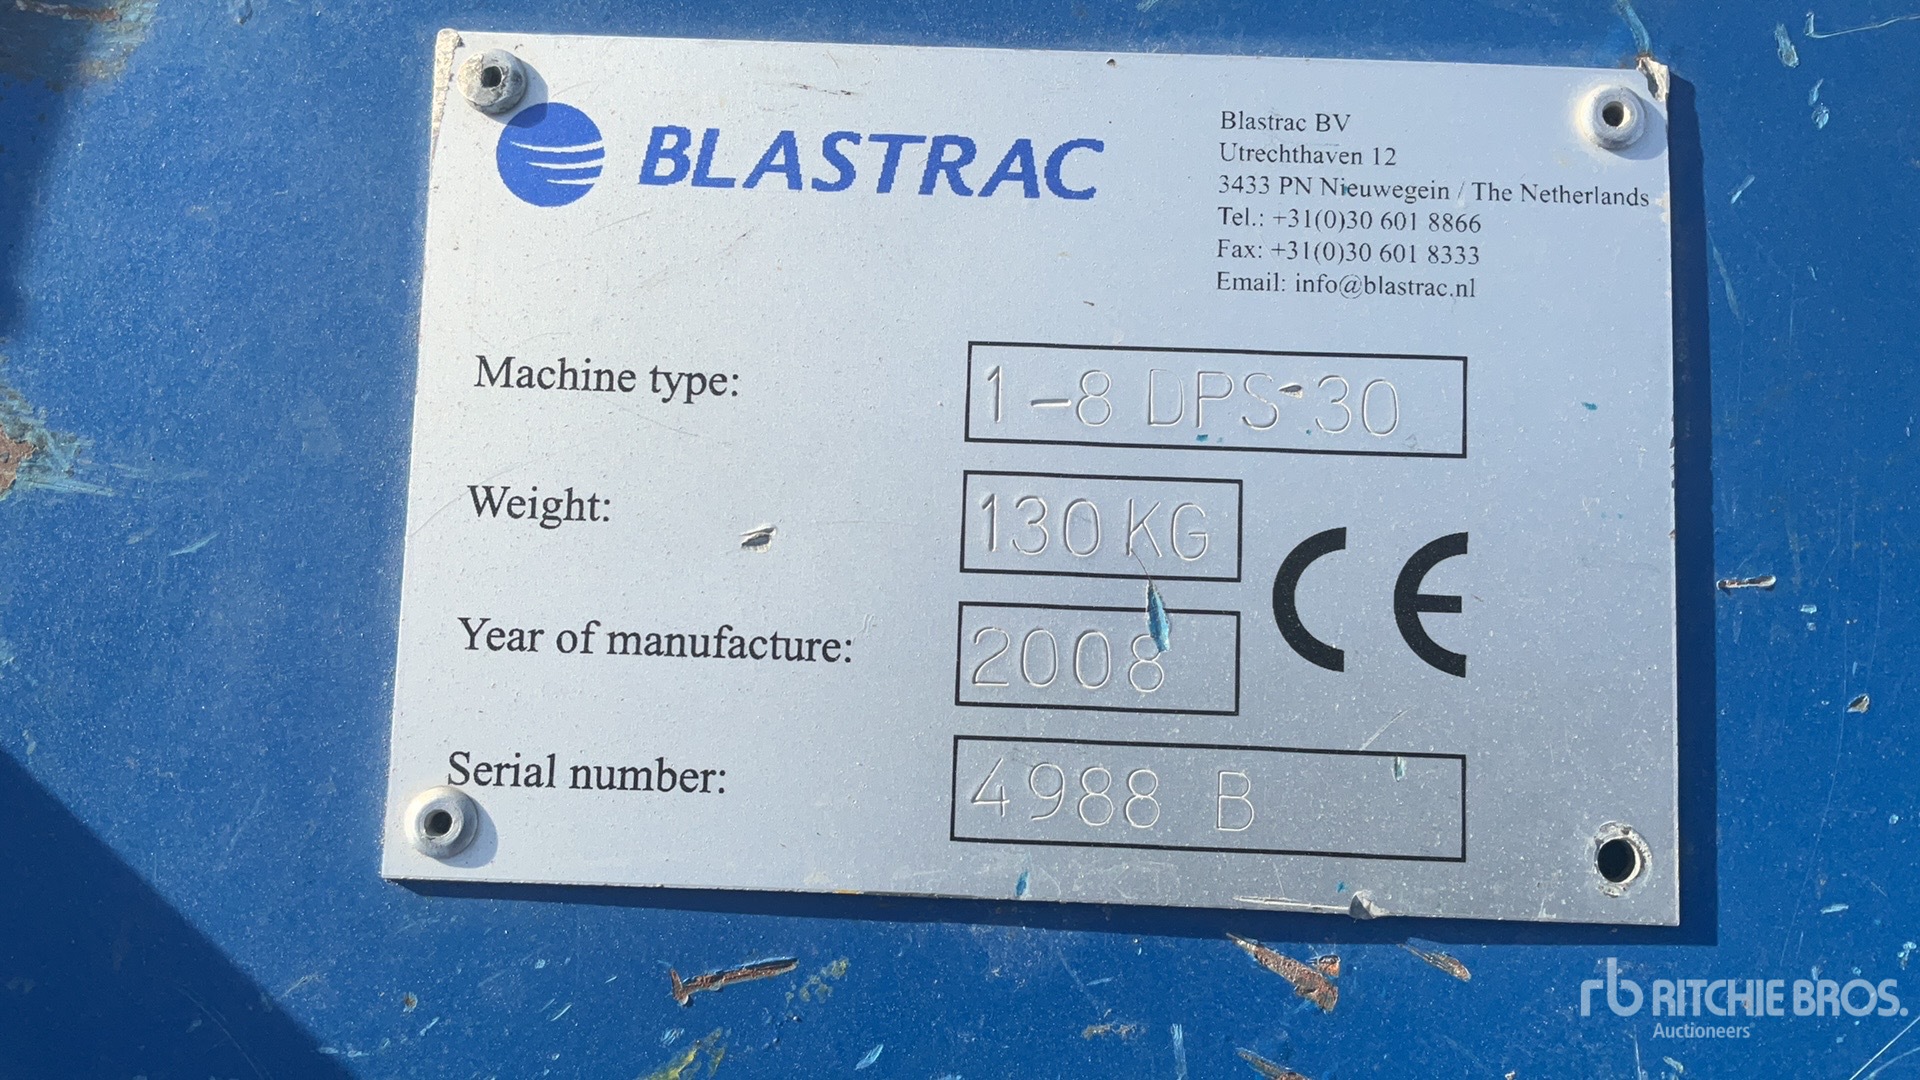 BLASTRAC
Blastrac BV
Utrechthaven 12
3433 PN Nieuwegein / The Netherlands
Tel.: +31(0)30 601 8866
Fax: +31(0)30 601 8333
Email: info@blastrac.nl
Machine type: 1-8 DPS-30
Weight: 130 KG
CE
Year of manufacture: 2008
Serial number: 4988 B
rb RITCHIE BROS.
Auctioneers